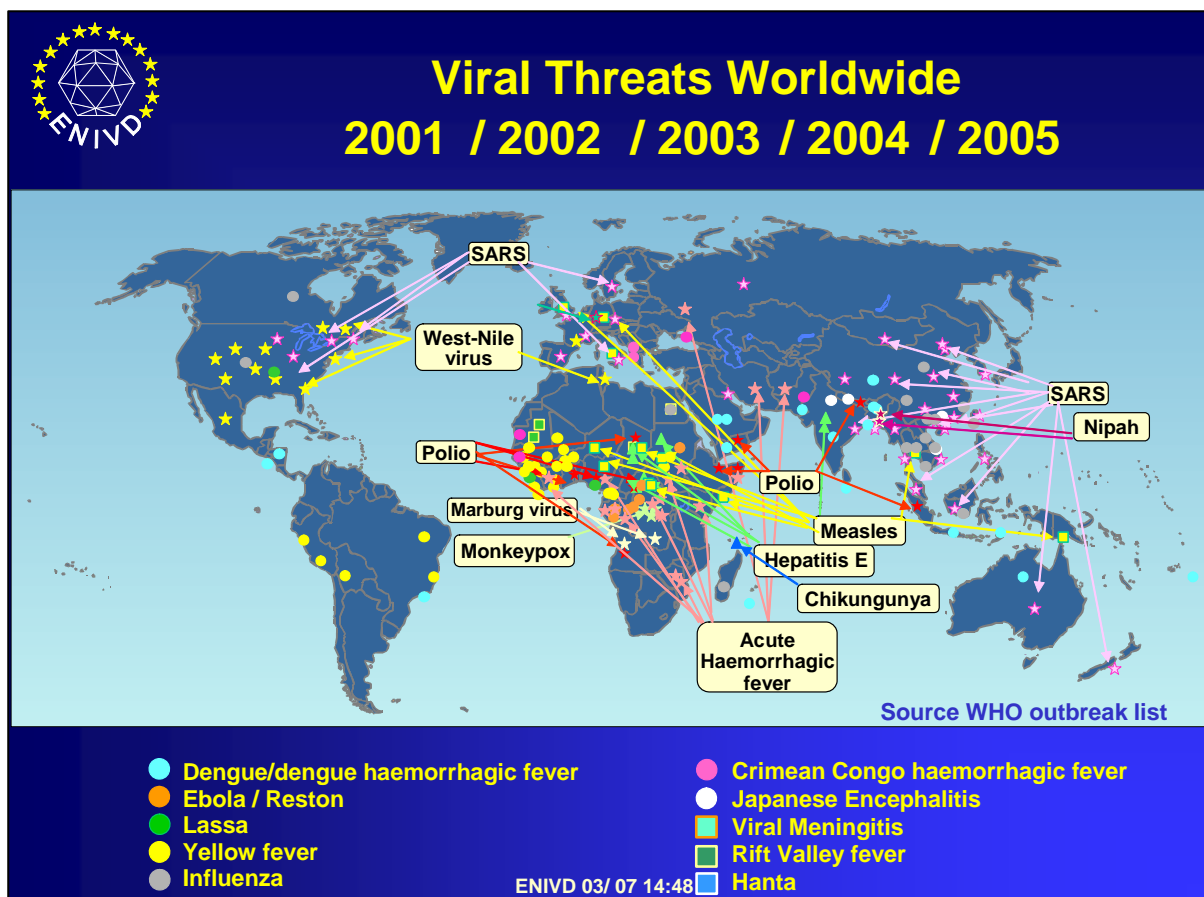 ENIVD
Viral Threats Worldwide
2001 / 2002 / 2003 / 2004 / 2005
SARS
West-Nile
virus
SARS
Nipah
Polio
Polio
Marburg virus
Measles
Monkeypox
Hepatitis E
Chikungunya
Acute
Haemorrhagic
fever
Source WHO outbreak list
Dengue/dengue haemorrhagic fever
Ebola / Reston
Lassa
Yellow fever
Influenza
Crimean Congo haemorrhagic fever
Japanese Encephalitis
Viral Meningitis
Rift Valley fever
Hanta
ENIVD 03/ 07 14:48